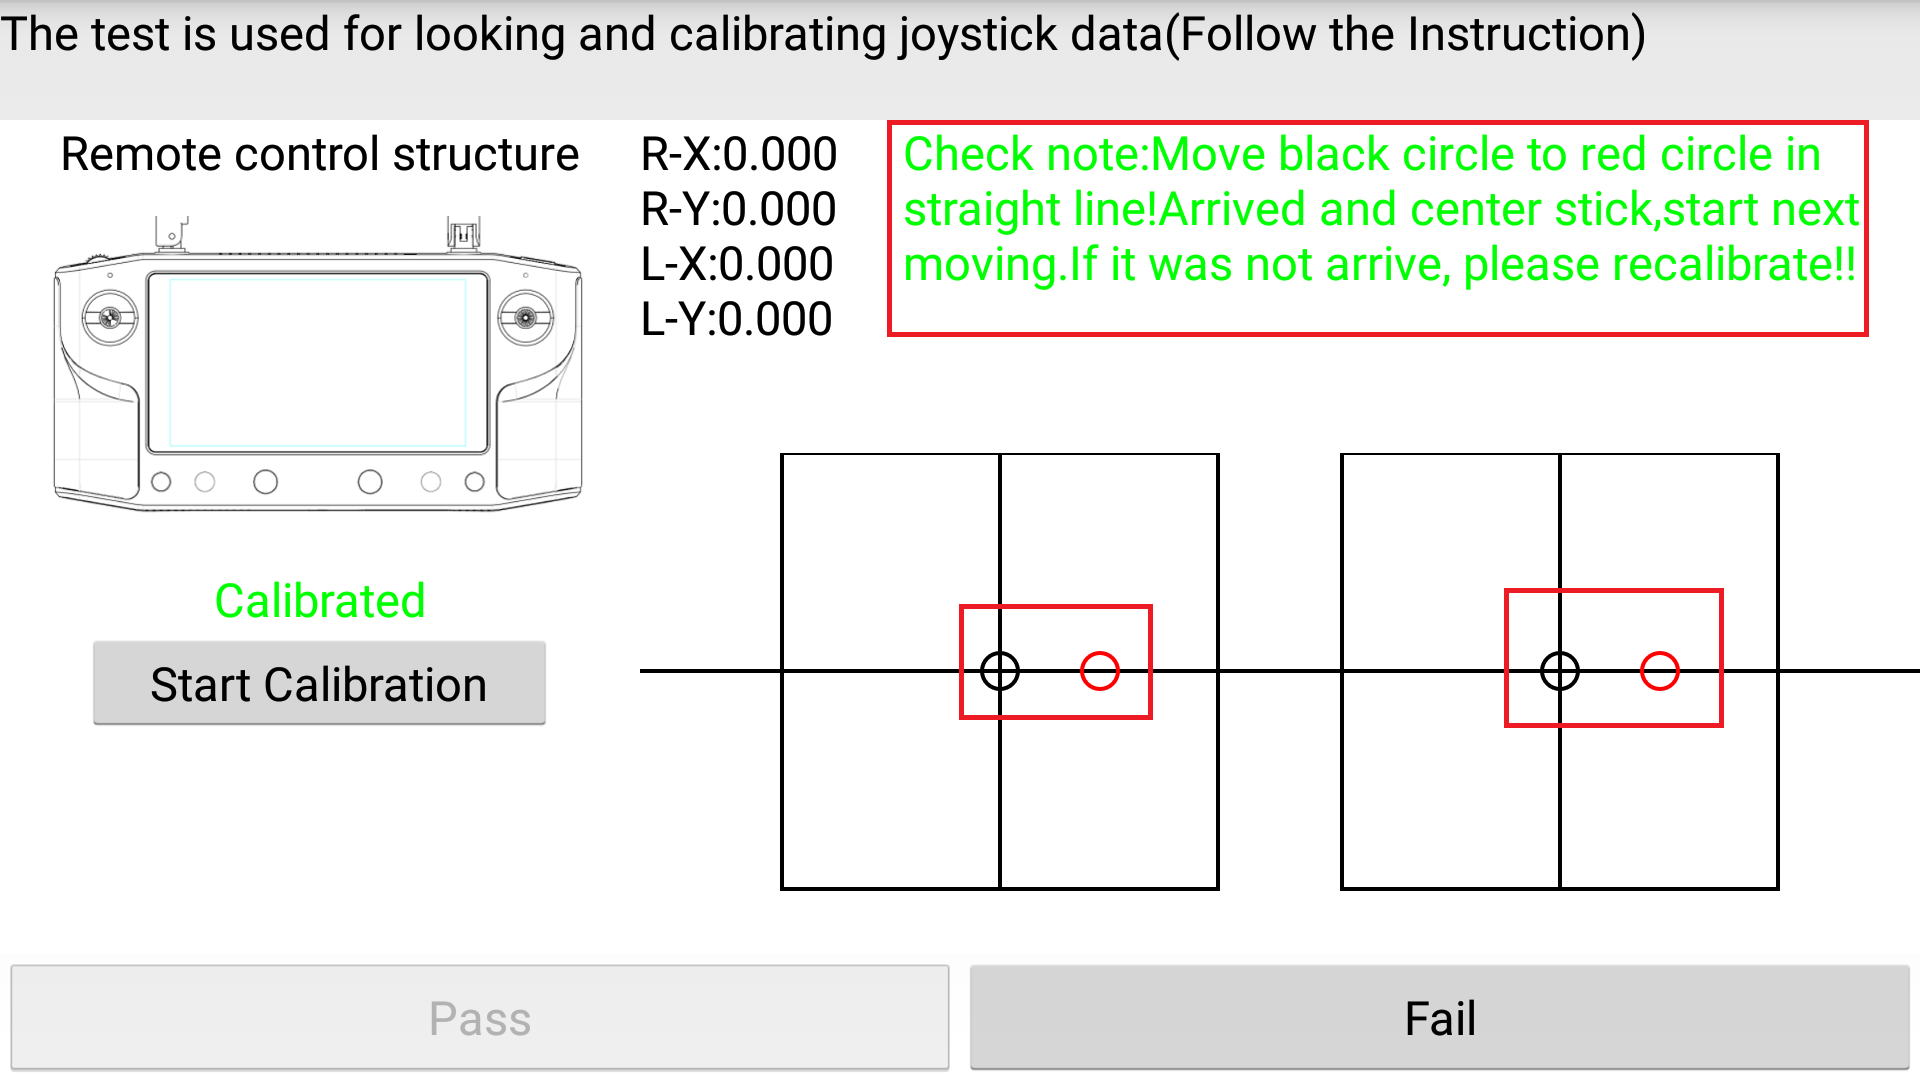 The test is used for looking and calibrating joystick data(Follow the Instruction)
Remote control structure
R-X:0.000
R-Y:0.000
L-X:0.000
L-Y:0.000
Check note:Move black circle to red circle in
straight line!Arrived and center stick,start next
moving.If it was not arrive, please recalibrate!!
Calibrated
Start Calibration
Pass
Fail